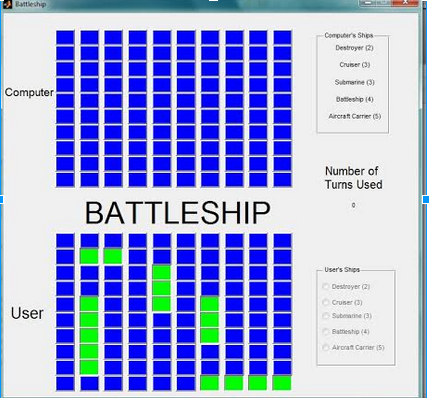 Battleship
Computer
Computer's Ships
Destroyer (2)
Cruiser (3)
Submarine (3)
Battleship (4)
Aircraft Carrier (5)
Number of
Turns Used
0
BATTLESHIP
User
User's Ships
Destroyer (2)
Cruiser (3)
Submarine (3)
Battleship (4)
Aircraft Carrier (5)